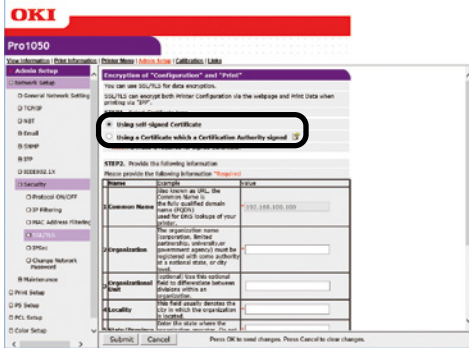 OKI
Pro1050
View Information | Print Information | Printer Menu | Admin Setup | Calibration | Links
Admin Setup
Network Setup
General Network Setting
TCP/IP
NBT
Email
SNMP
IPP
IEEE802.1X
Security
Protocol ON/OFF
IP Filtering
MAC Address Filtering
SSL/TLS
IPSec
Change Network
Password
Maintenance
Print Setup
PS Setup
PCL Setup
Color Setup
Encryption of "Configuration" and "Print"
You can use SSL/TLS for data encryption.
SSL/TLS can encrypt both Printer Configuration via the webpage and Print Data when
printing via "IPP".
Using self-signed Certificate
Using a Certificate which a Certification Authority signed
STEP2. Provide the following information
Please provide the following information *Required
Name Example Value
1 Common Name
Also known as URL, the
Common Name is
the fully qualified domain
name (FQDN)
used for DNS lookups of your
printer.
* 192.168.100.100
2 Organization
The organization name
(corporation, limited
partnership, university,or
government agency) must be
registered with some authority
at a national state, or city
level.
*
3 Organizational
Unit
(optional) Use this optional
field to differentiate between
divisions within an
organization.
4 Locality
This field usually denotes the
city in which the organization
is located.
*
Enter the state where the
Submit Cancel Press OK to send changes. Press Cancel to clear changes.